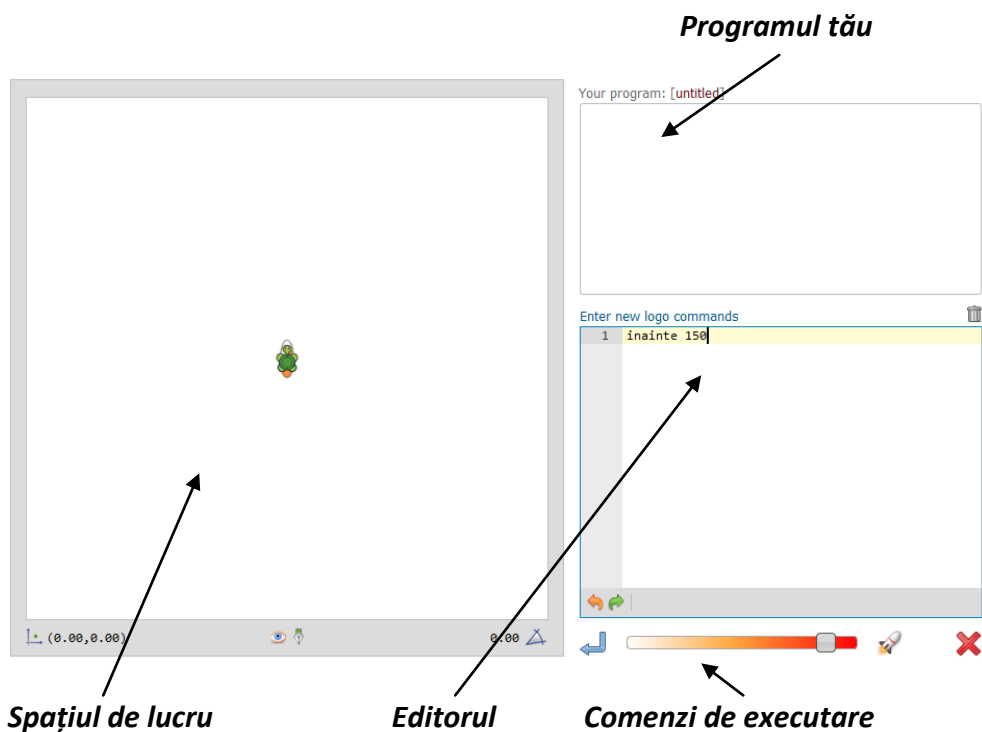 Programul tău
Your program: [untitled]
Enter new logo commands
1 inainte 150
(0.00,0.00) 0.00
Spațiul de lucru Editorul Comenzi de executare